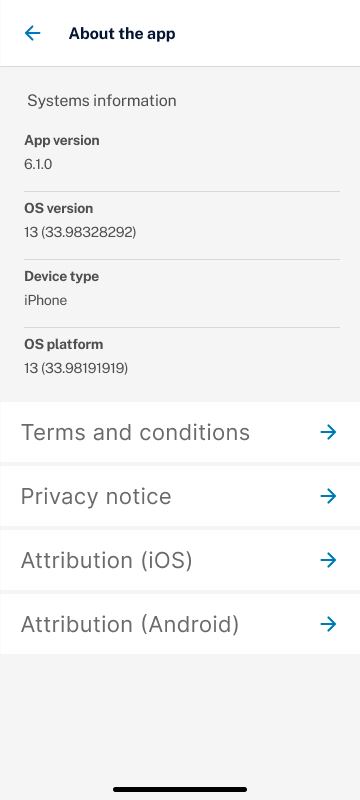 About the app
Systems information
App version
6.1.0
OS version
13 (33.98328292)
Device type
iPhone
OS platform
13 (33.98191919)
Terms and conditions
Privacy notice
Attribution (iOS)
Attribution (Android)